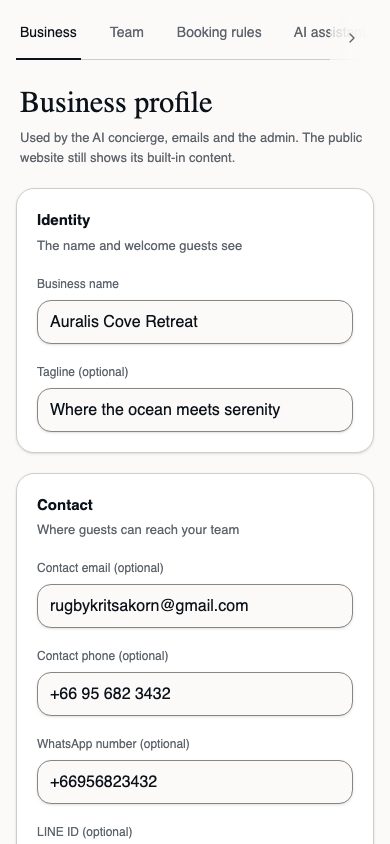 Business Team Booking rules AI assistant
Business profile
Used by the AI concierge, emails and the admin. The public
website still shows its built-in content.
Identity
The name and welcome guests see
Business name
Auralis Cove Retreat
Tagline (optional)
Where the ocean meets serenity
Contact
Where guests can reach your team
Contact email (optional)
rugbykritsakorn@gmail.com
Contact phone (optional)
+66 95 682 3432
WhatsApp number (optional)
+66956823432
LINE ID (optional)